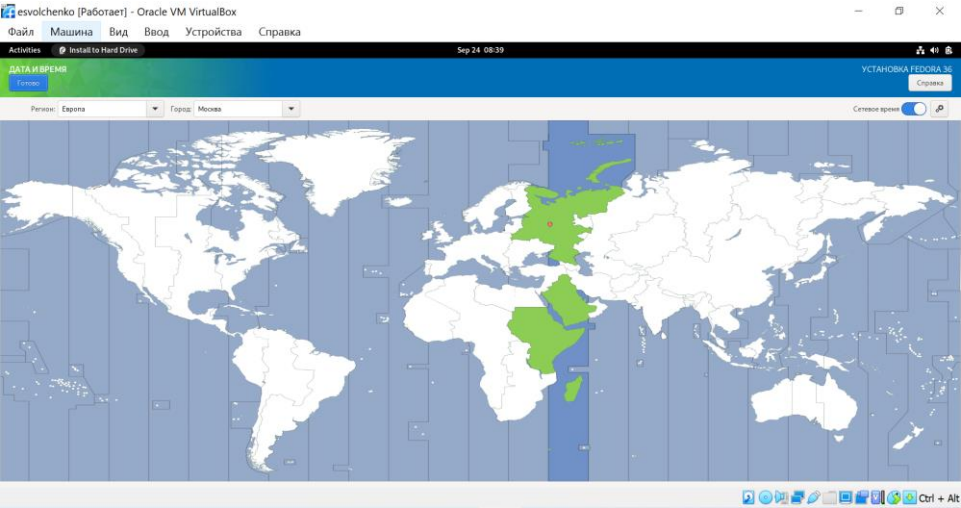 esvolchenko [Работает] - Oracle VM VirtualBox
Файл Машина Вид Ввод Устройства Справка
Activities Install to Hard Drive Sep 24 08:39
ДАТА И ВРЕМЯ УСТАНОВКА FEDORA 36
Готово Справка
Регион: Европа Город: Москва Сетевое время
Ctrl + Alt